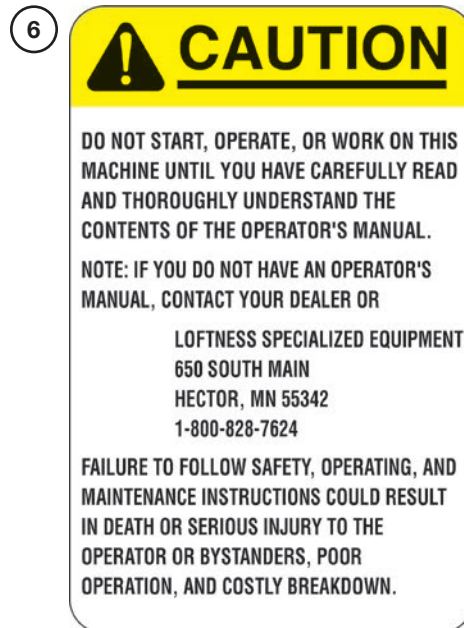 6
CAUTION
DO NOT START, OPERATE, OR WORK ON THIS
MACHINE UNTIL YOU HAVE CAREFULLY READ
AND THOROUGHLY UNDERSTAND THE
CONTENTS OF THE OPERATOR'S MANUAL.
NOTE: IF YOU DO NOT HAVE AN OPERATOR'S
MANUAL, CONTACT YOUR DEALER OR
LOFTNESS SPECIALIZED EQUIPMENT
650 SOUTH MAIN
HECTOR, MN 55342
1-800-828-7624
FAILURE TO FOLLOW SAFETY, OPERATING, AND
MAINTENANCE INSTRUCTIONS COULD RESULT
IN DEATH OR SERIOUS INJURY TO THE
OPERATOR OR BYSTANDERS, POOR
OPERATION, AND COSTLY BREAKDOWN.